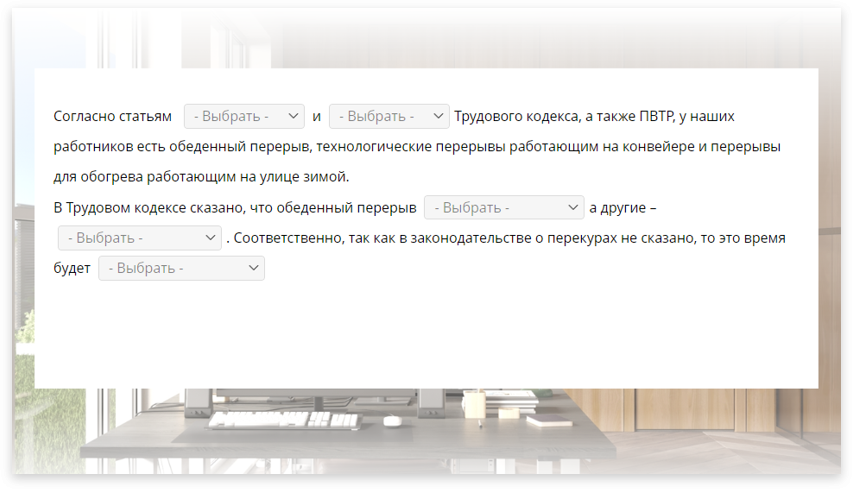 Согласно статьям - Выбрать - и - Выбрать - Трудового кодекса, а также ПВТР, у наших
работников есть обеденный перерыв, технологические перерывы работающим на конвейере и перерывы
для обогрева работающим на улице зимой.
В Трудовом кодексе сказано, что обеденный перерыв - Выбрать - а другие –
- Выбрать - . Соответственно, так как в законодательстве о перекурах не сказано, то это время
будет - Выбрать -